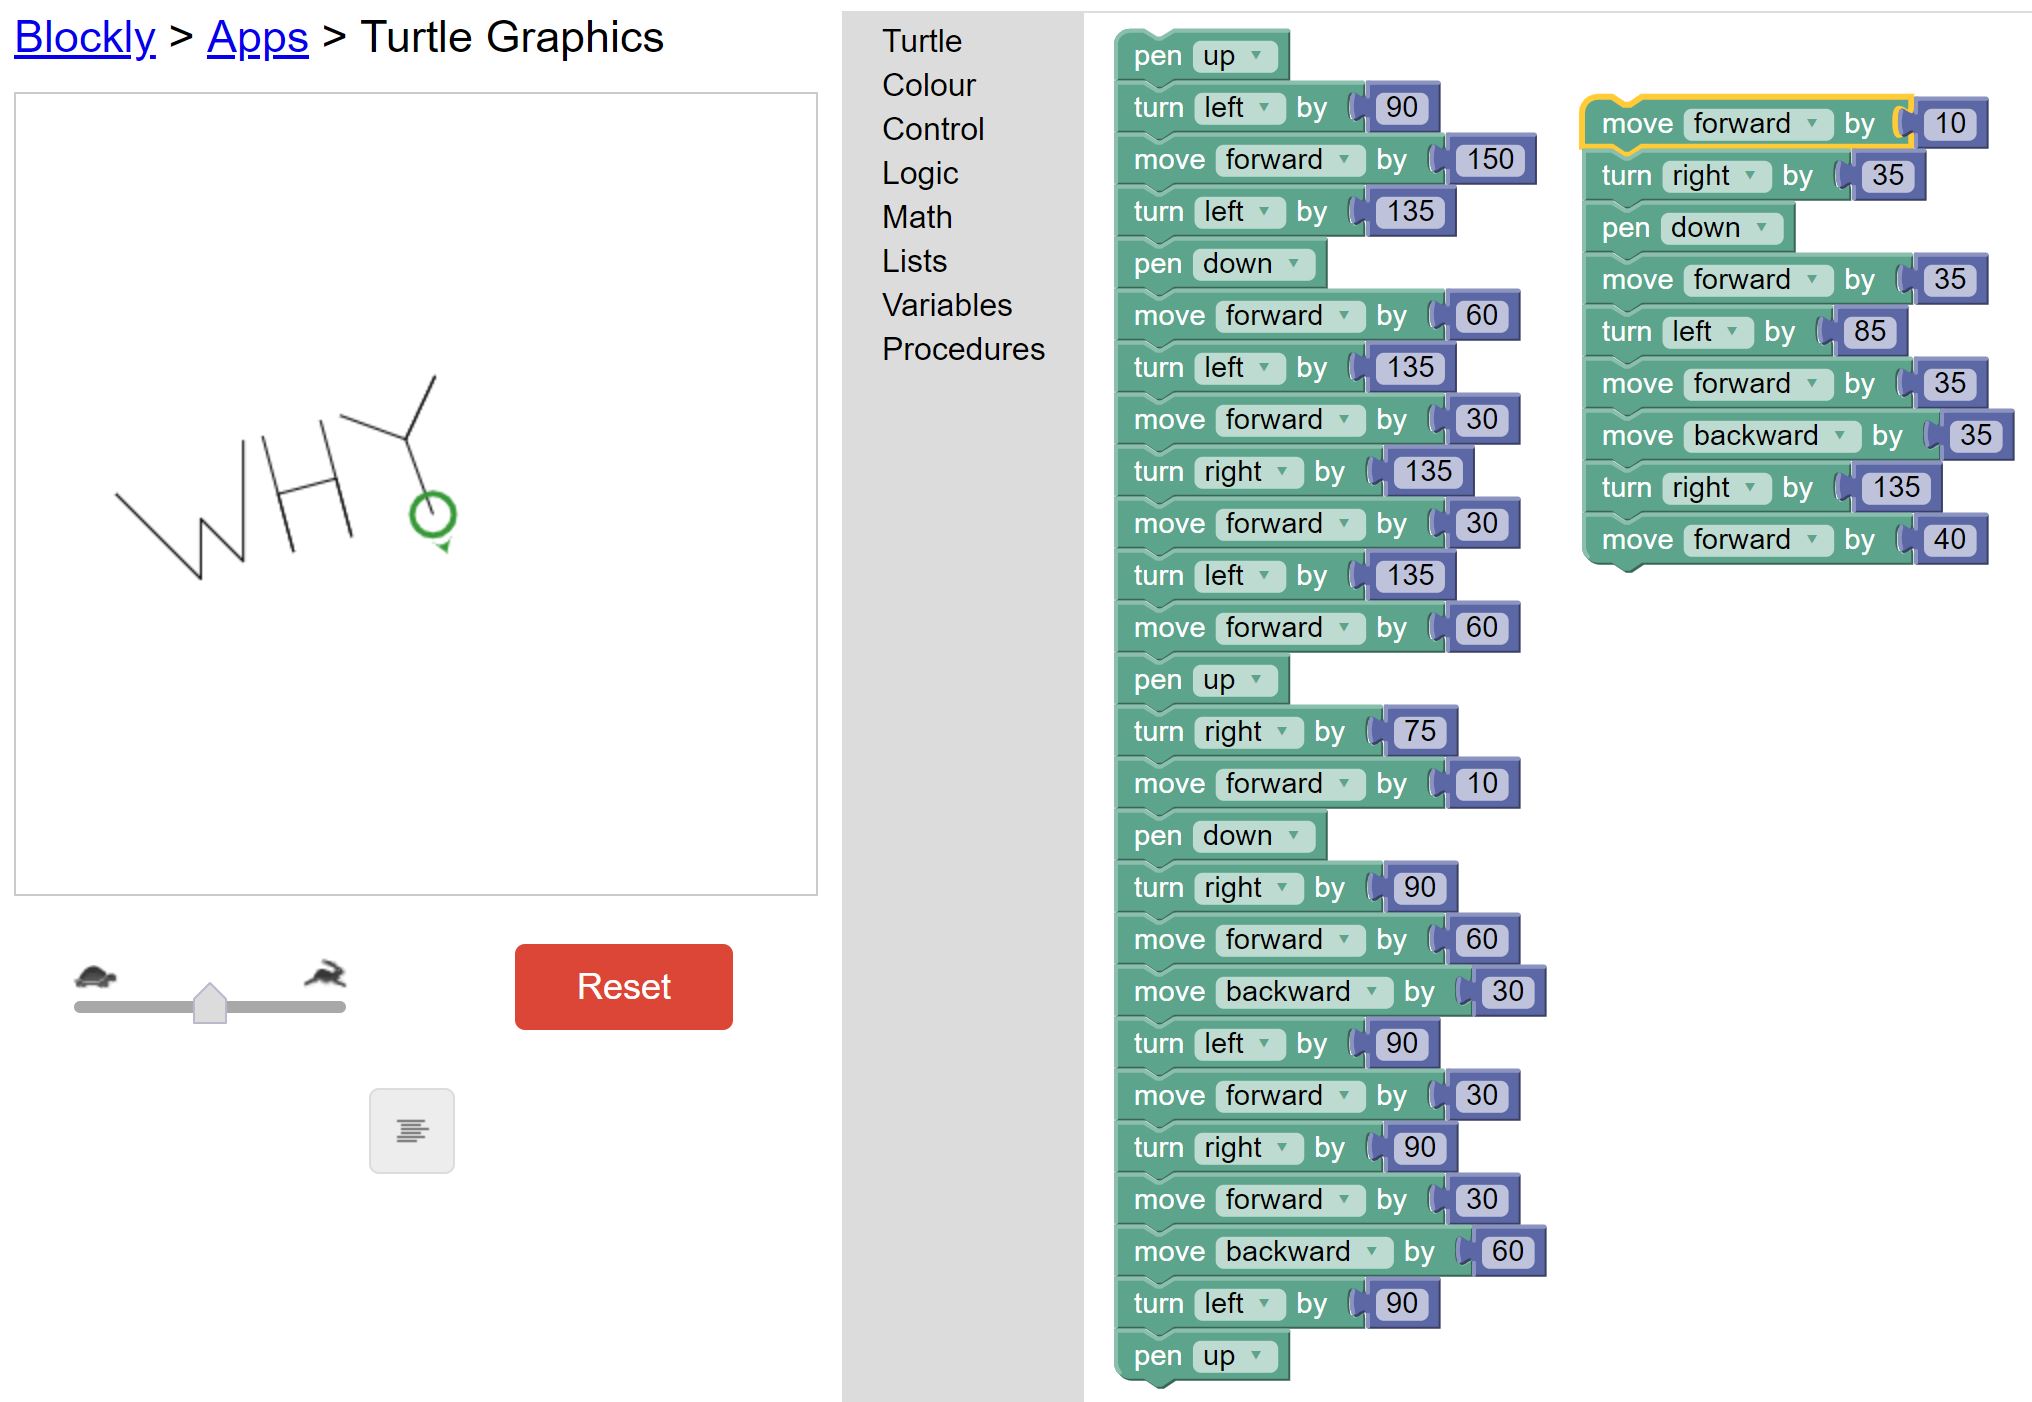 Blockly > Apps > Turtle Graphics
WHY
Reset
Turtle
Colour
Control
Logic
Math
Lists
Variables
Procedures
pen up
turn left by 90
move forward by 150
turn left by 135
pen down
move forward by 60
turn left by 135
move forward by 30
turn right by 135
move forward by 30
turn left by 135
move forward by 60
pen up
turn right by 75
move forward by 10
pen down
turn right by 90
move forward by 60
move backward by 30
turn left by 90
move forward by 30
turn right by 90
move forward by 30
move backward by 60
turn left by 90
pen up
move forward by 10
turn right by 35
pen down
move forward by 35
turn left by 85
move forward by 35
move backward by 35
turn right by 135
move forward by 40